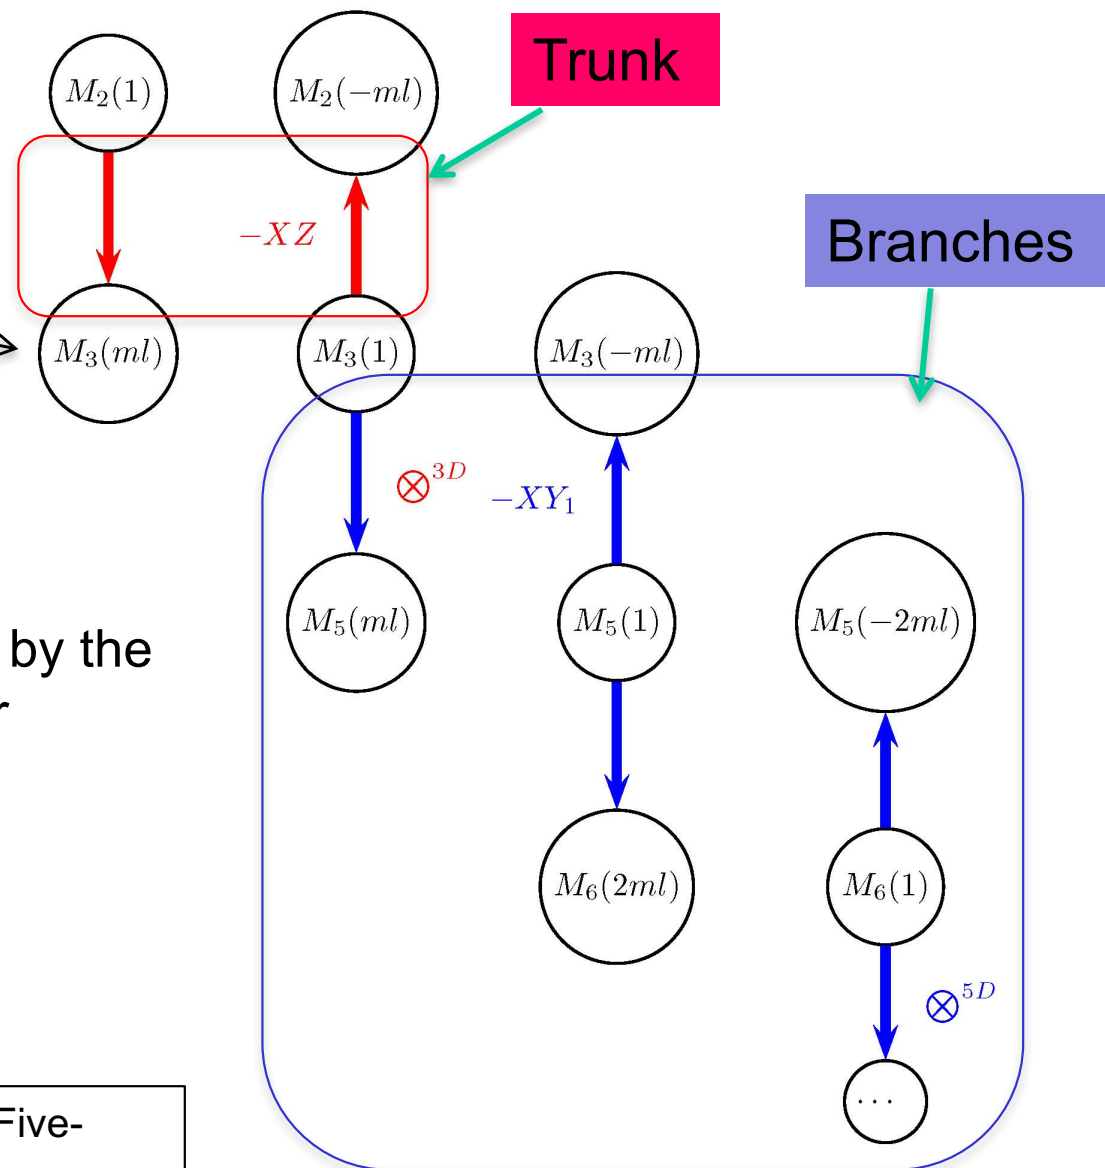 Trunk
M₂(1)
M₂(−ml)
−XZ
Branches
M₃(ml)
M₃(1)
M₃(−ml)
⊗³ᴰ
−XY₁
M₅(ml)
M₅(1)
M₅(−2ml)
by the
M₆(2ml)
M₆(1)
⊗⁵ᴰ
···
Five-